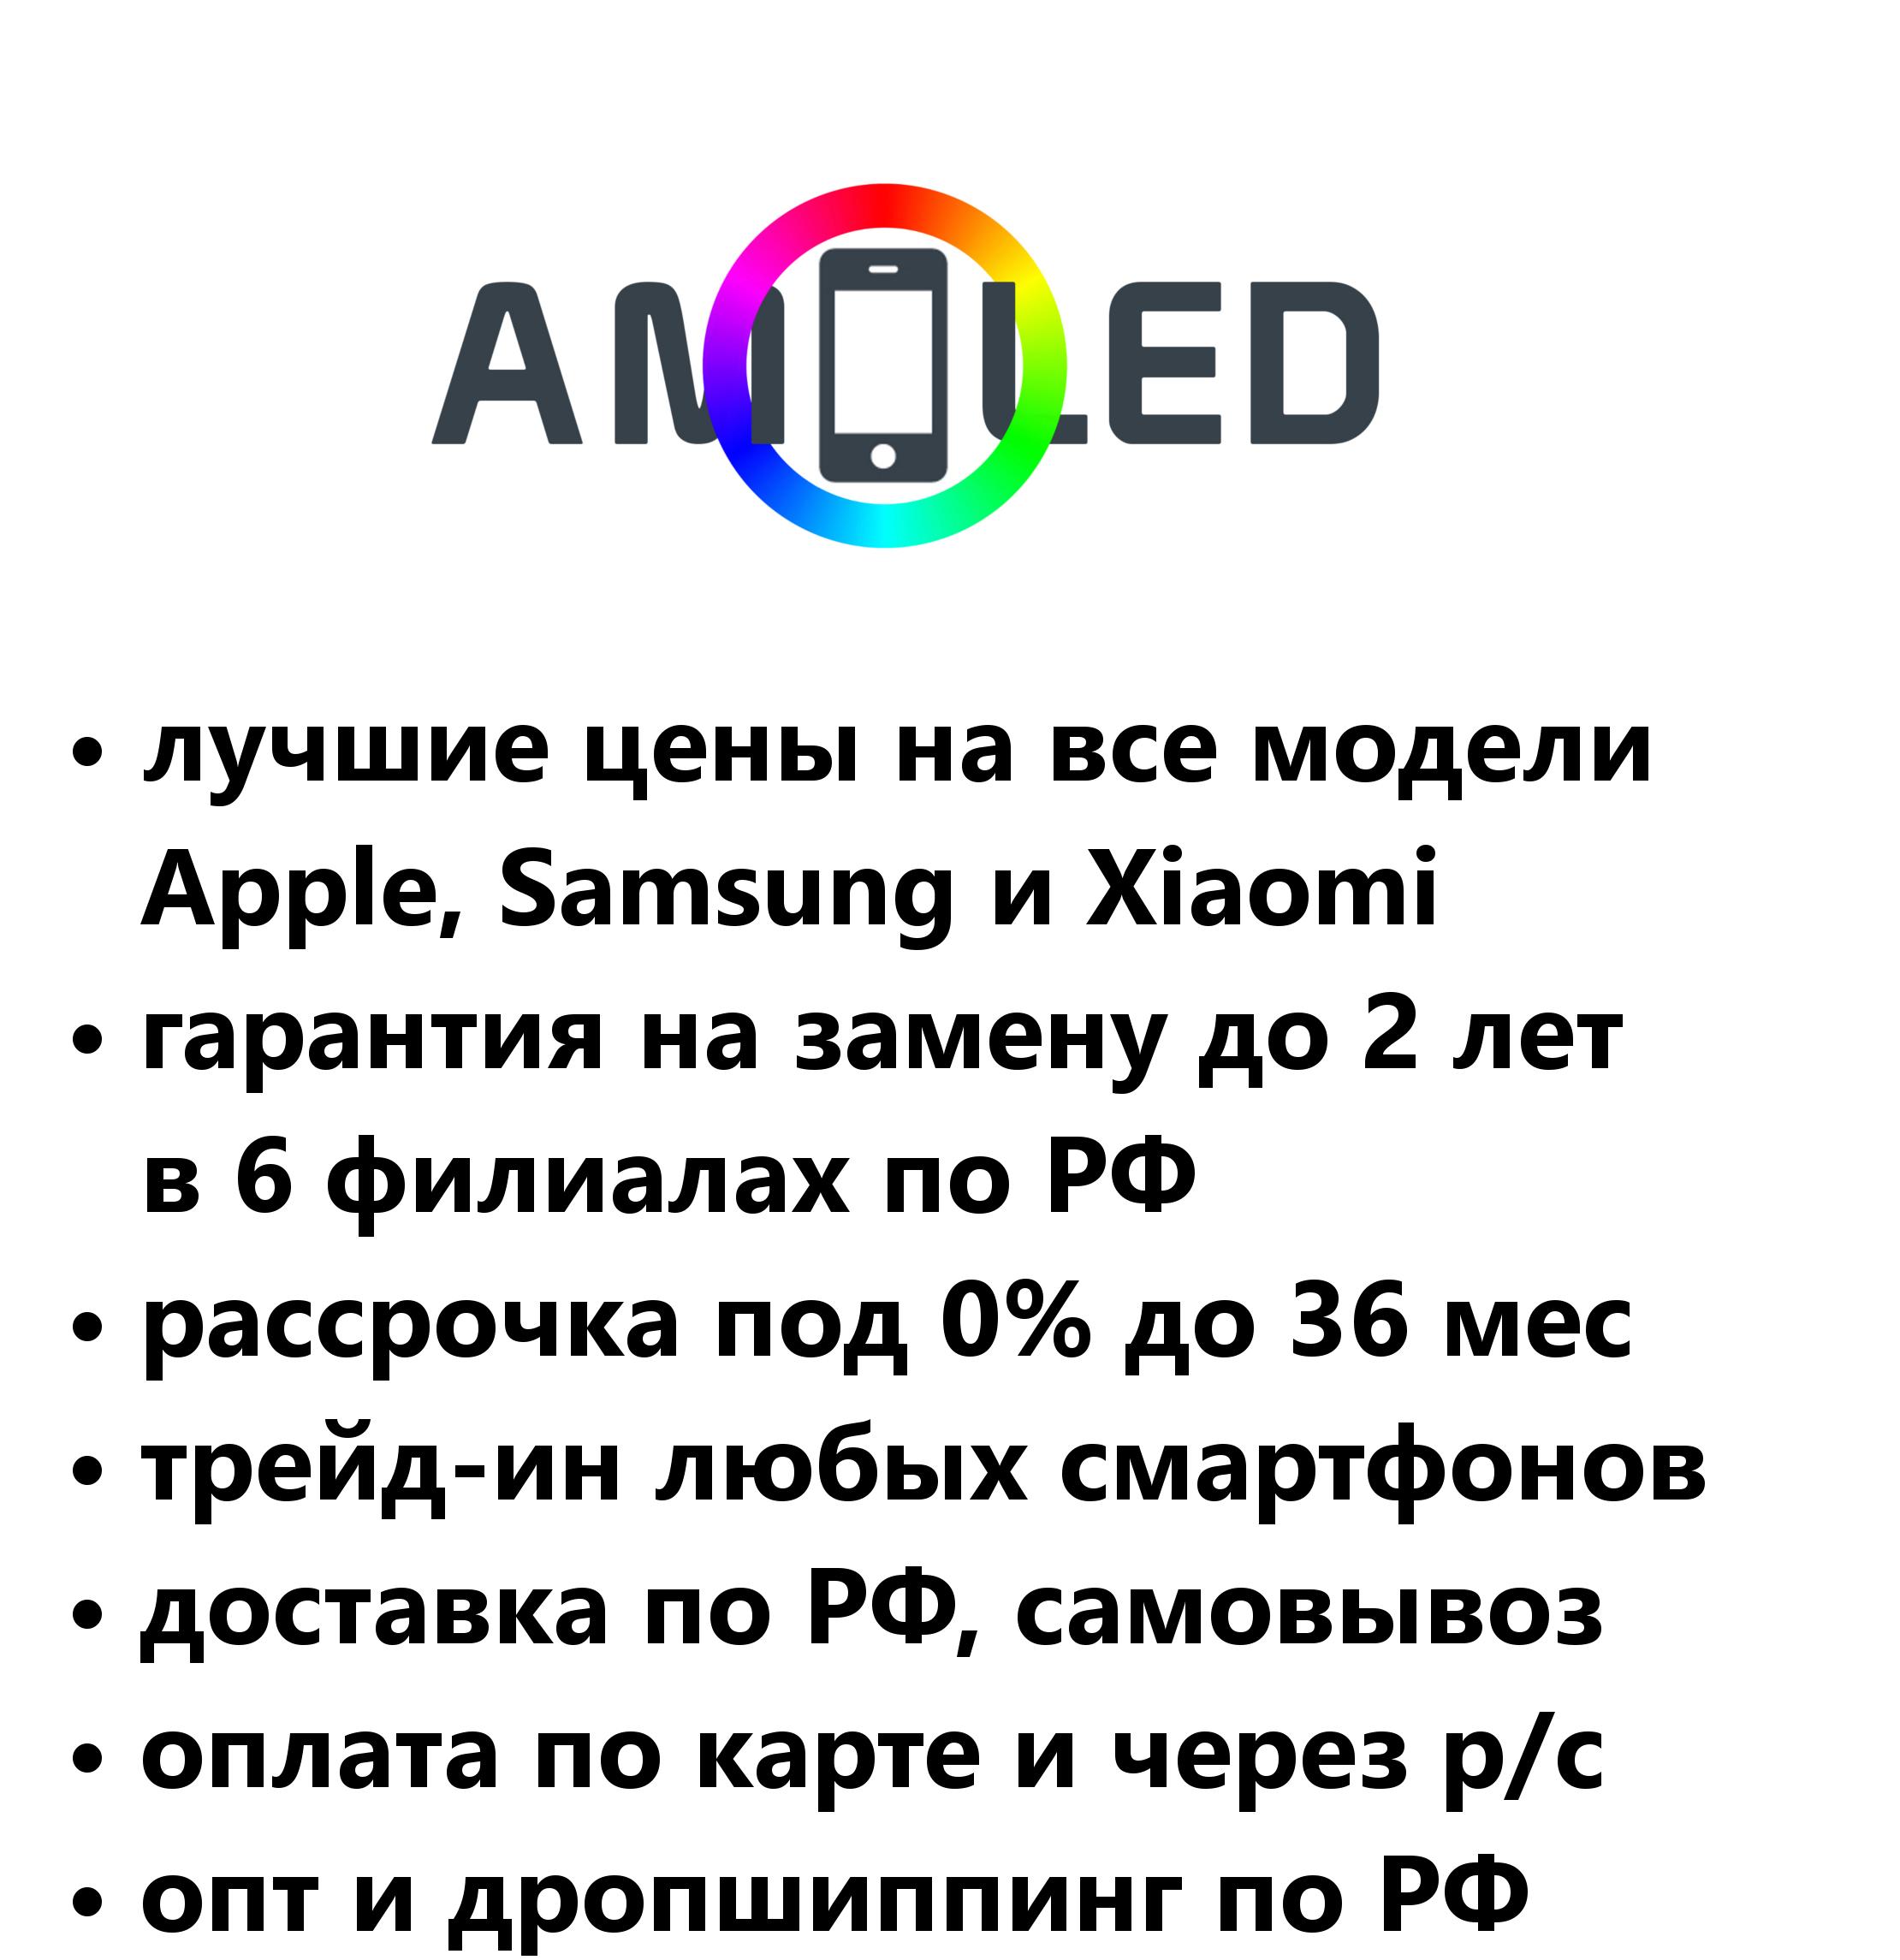 AMOLED
• лучшие цены на все модели
Apple, Samsung и Xiaomi
• гарантия на замену до 2 лет
в 6 филиалах по РФ
• рассрочка под 0% до 36 мес
• трейд-ин любых смартфонов
• доставка по РФ, самовывоз
• оплата по карте и через р/с
• опт и дропшиппинг по РФ